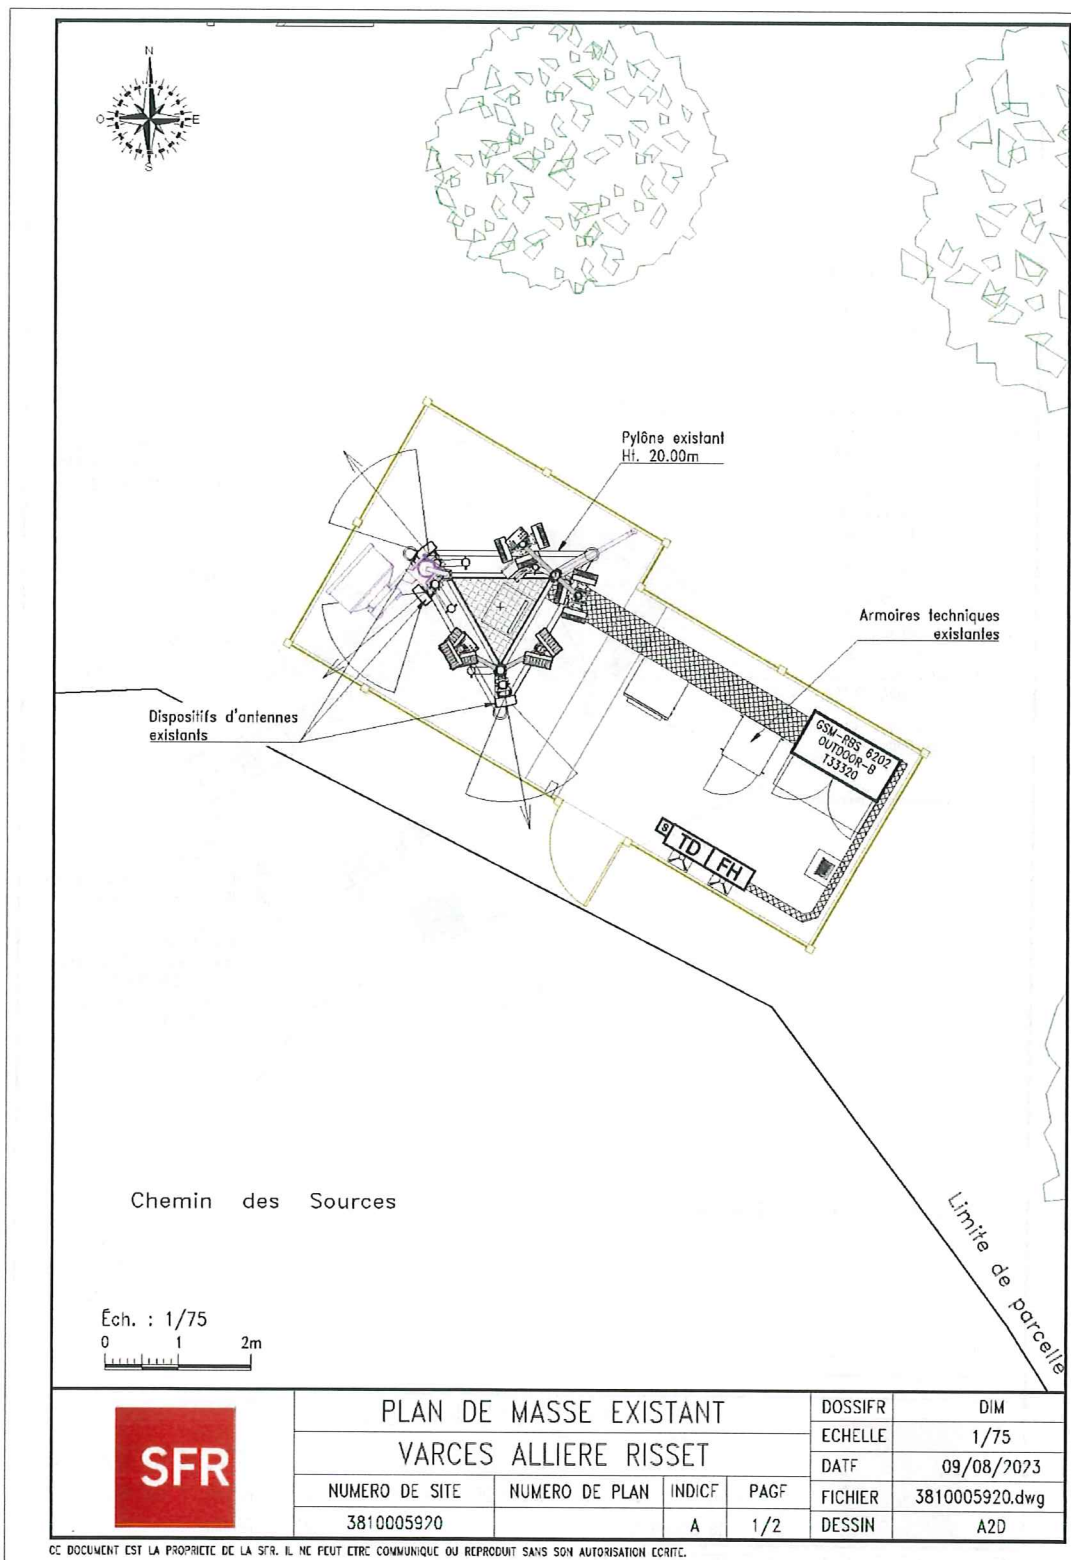 N
O
E
S
Pylône existant
Ht. 20.00m
Armoires techniques
existantes
Dispositifs d'antennes
existants
GSM-RBS 6202
OUTDOOR-B
133320
S
TD
FH
Chemin des Sources
Limite de parcelle
Éch. : 1/75
0 1 2m
SFR
PLAN DE MASSE EXISTANT
VARCES ALLIERE RISSET
NUMERO DE SITE
NUMERO DE PLAN
INDICE
PAGE
3810005920
A
1/2
DOSSIER
DIM
ECHELLE
1/75
DATE
09/08/2023
FICHIER
3810005920.dwg
DESSIN
A2D
CE DOCUMENT EST LA PROPRIETE DE LA SFR. IL NE PEUT ETRE COMMUNIQUE OU REPRODUIT SANS SON AUTORISATION ECRITE.